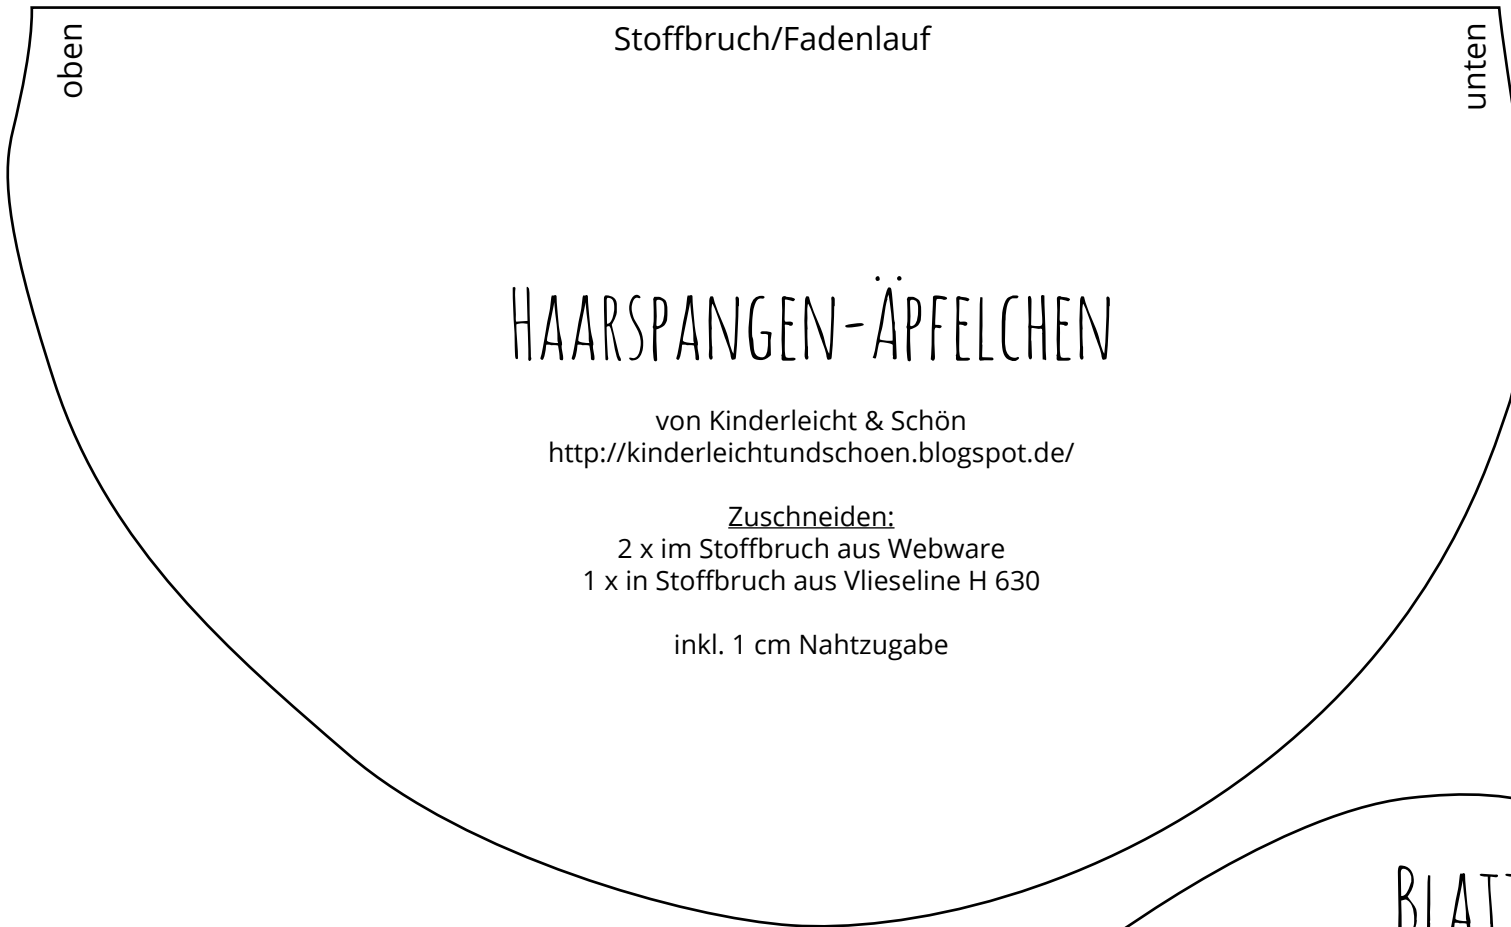 oben
Stoffbruch/Fadenlauf
unten
HAARSPANGEN-ÄPFELCHEN
von Kinderleicht & Schön
http://kinderleichtundschoen.blogspot.de/
Zuschneiden:
2 x im Stoffbruch aus Webware
1 x in Stoffbruch aus Vlieseline H 630
inkl. 1 cm Nahtzugabe
BLATT